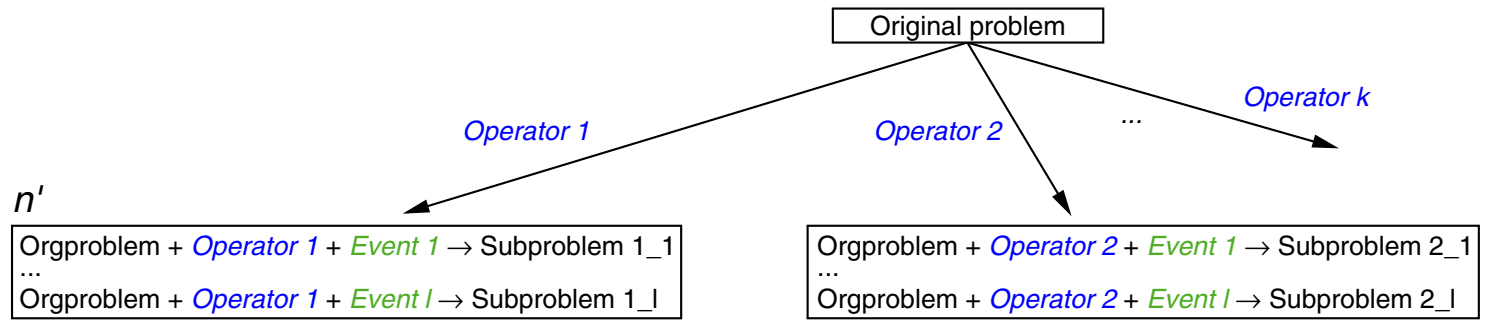 Original problem
Operator 1
Operator 2
...
Operator k
n'
Orgproblem + Operator 1 + Event 1 → Subproblem 1_1
...
Orgproblem + Operator 1 + Event l → Subproblem 1_l
Orgproblem + Operator 2 + Event 1 → Subproblem 2_1
...
Orgproblem + Operator 2 + Event l → Subproblem 2_l